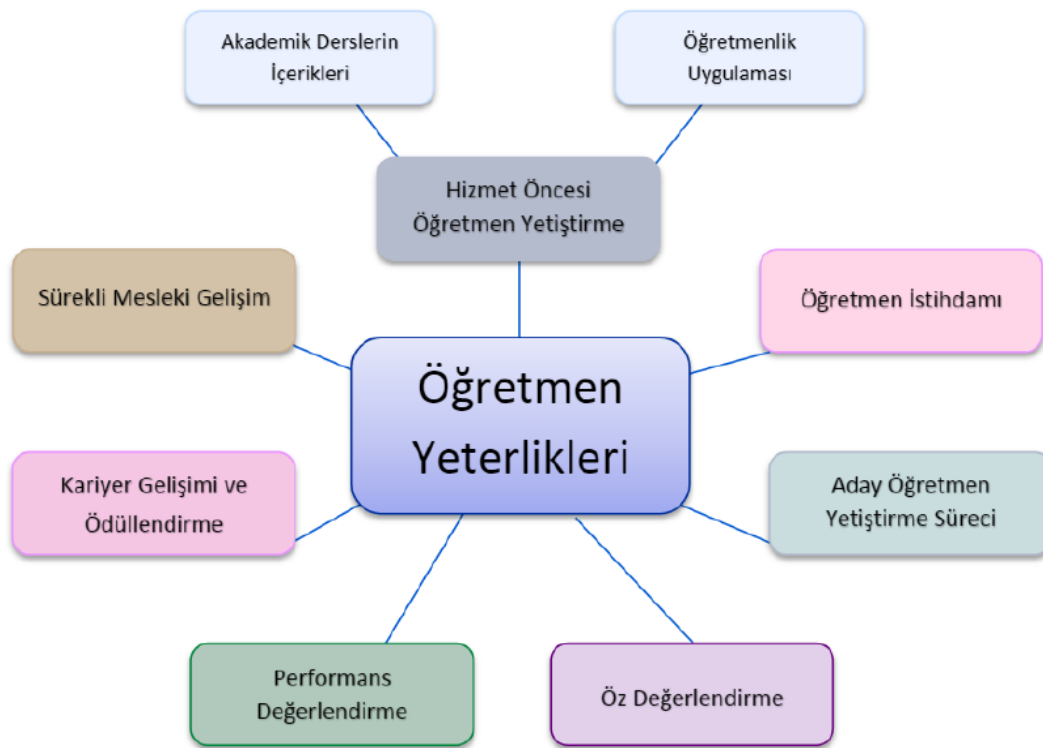 Akademik Derslerin
İçerikleri
Öğretmenlik
Uygulaması
Hizmet Öncesi
Öğretmen Yetiştirme
Sürekli Mesleki Gelişim
Öğretmen İstihdamı
Öğretmen
Yeterlikleri
Kariyer Gelişimi ve
Ödüllendirme
Aday Öğretmen
Yetiştirme Süreci
Performans
Değerlendirme
Öz Değerlendirme